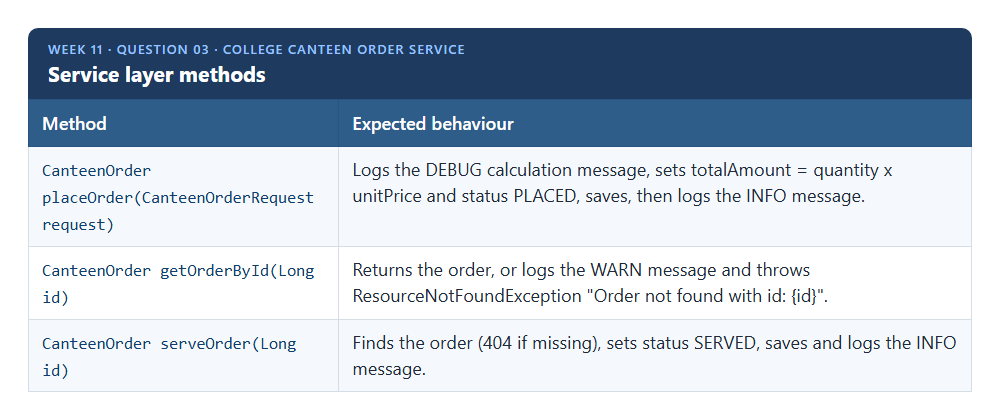 WEEK 11 · QUESTION 03 · COLLEGE CANTEEN ORDER SERVICE
Service layer methods
Method
Expected behaviour
CanteenOrder
placeOrder(CanteenOrderRequest
request)
Logs the DEBUG calculation message, sets totalAmount = quantity x
unitPrice and status PLACED, saves, then logs the INFO message.
CanteenOrder getOrderById(Long
id)
Returns the order, or logs the WARN message and throws
ResourceNotFoundException "Order not found with id: {id}".
CanteenOrder serveOrder(Long
id)
Finds the order (404 if missing), sets status SERVED, saves and logs the INFO
message.